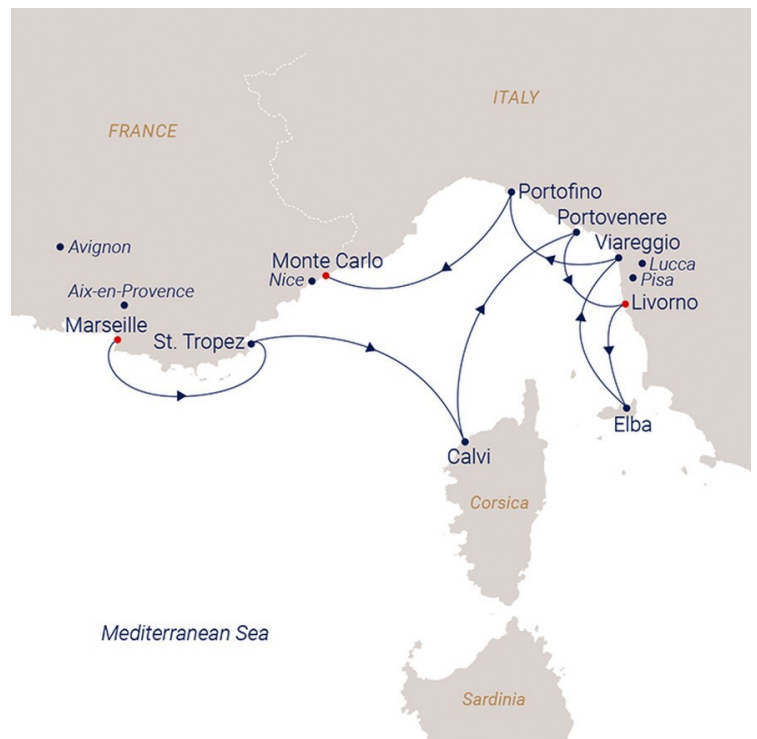 ITALY
FRANCE
Portofino
Portovenere
Viareggio
Avignon
Monte Carlo
Lucca
Nice
Pisa
Aix-en-Provence
Livorno
Marseille
St. Tropez
Elba
Calvi
Corsica
Mediterranean Sea
Sardinia